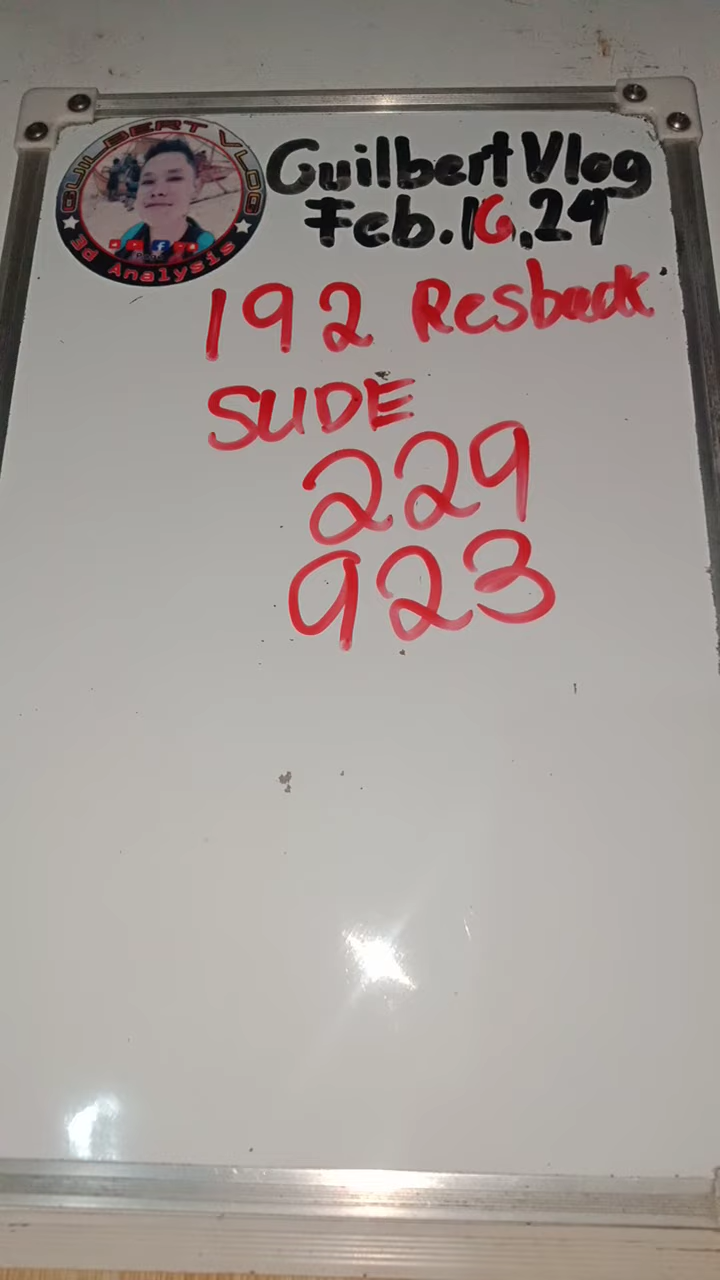 GUILBERT VLOG
3d Analysis
Guilbert Vlog
Feb. 16, 24
192 Resback
SUDE
229
923